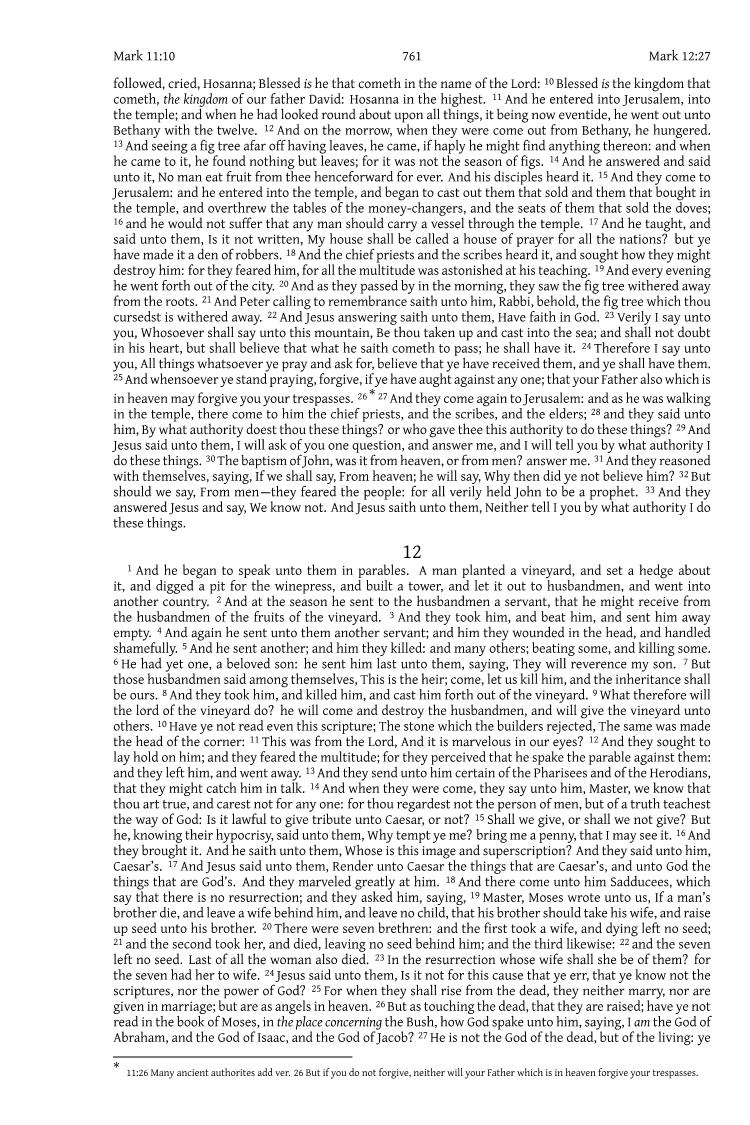 Mark 11:10 761 Mark 12:27
followed, cried, Hosanna; Blessed is he that cometh in the name of the Lord: 10 Blessed is the kingdom that
cometh, the kingdom of our father David: Hosanna in the highest. 11 And he entered into Jerusalem, into
the temple; and when he had looked round about upon all things, it being now eventide, he went out unto
Bethany with the twelve. 12 And on the morrow, when they were come out from Bethany, he hungered.
13 And seeing a fig tree afar off having leaves, he came, if haply he might find anything thereon: and when
he came to it, he found nothing but leaves; for it was not the season of figs. 14 And he answered and said
unto it, No man eat fruit from thee henceforward for ever. And his disciples heard it. 15 And they come to
Jerusalem: and he entered into the temple, and began to cast out them that sold and them that bought in
the temple, and overthrew the tables of the money-changers, and the seats of them that sold the doves;
16 and he would not suffer that any man should carry a vessel through the temple. 17 And he taught, and
said unto them, Is it not written, My house shall be called a house of prayer for all the nations? but ye
have made it a den of robbers. 18 And the chief priests and the scribes heard it, and sought how they might
destroy him: for they feared him, for all the multitude was astonished at his teaching. 19 And every evening
he went forth out of the city. 20 And as they passed by in the morning, they saw the fig tree withered away
from the roots. 21 And Peter calling to remembrance saith unto him, Rabbi, behold, the fig tree which thou
cursedst is withered away. 22 And Jesus answering saith unto them, Have faith in God. 23 Verily I say unto
you, Whosoever shall say unto this mountain, Be thou taken up and cast into the sea; and shall not doubt
in his heart, but shall believe that what he saith cometh to pass; he shall have it. 24 Therefore I say unto
you, All things whatsoever ye pray and ask for, believe that ye have received them, and ye shall have them.
25 And whensoever ye stand praying, forgive, if ye have aught against any one; that your Father also which is
in heaven may forgive you your trespasses. 26 * 27 And they come again to Jerusalem: and as he was walking
in the temple, there come to him the chief priests, and the scribes, and the elders; 28 and they said unto
him, By what authority doest thou these things? or who gave thee this authority to do these things? 29 And
Jesus said unto them, I will ask of you one question, and answer me, and I will tell you by what authority I
do these things. 30 The baptism of John, was it from heaven, or from men? answer me. 31 And they reasoned
with themselves, saying, If we shall say, From heaven; he will say, Why then did ye not believe him? 32 But
should we say, From men—they feared the people: for all verily held John to be a prophet. 33 And they
answered Jesus and say, We know not. And Jesus saith unto them, Neither tell I you by what authority I do
these things.
12
1 And he began to speak unto them in parables. A man planted a vineyard, and set a hedge about
it, and digged a pit for the winepress, and built a tower, and let it out to husbandmen, and went into
another country. 2 And at the season he sent to the husbandmen a servant, that he might receive from
the husbandmen of the fruits of the vineyard. 3 And they took him, and beat him, and sent him away
empty. 4 And again he sent unto them another servant; and him they wounded in the head, and handled
shamefully. 5 And he sent another; and him they killed: and many others; beating some, and killing some.
6 He had yet one, a beloved son: he sent him last unto them, saying, They will reverence my son. 7 But
those husbandmen said among themselves, This is the heir; come, let us kill him, and the inheritance shall
be ours. 8 And they took him, and killed him, and cast him forth out of the vineyard. 9 What therefore will
the lord of the vineyard do? he will come and destroy the husbandmen, and will give the vineyard unto
others. 10 Have ye not read even this scripture; The stone which the builders rejected, The same was made
the head of the corner: 11 This was from the Lord, And it is marvelous in our eyes? 12 And they sought to
lay hold on him; and they feared the multitude; for they perceived that he spake the parable against them:
and they left him, and went away. 13 And they send unto him certain of the Pharisees and of the Herodians,
that they might catch him in talk. 14 And when they were come, they say unto him, Master, we know that
thou art true, and carest not for any one: for thou regardest not the person of men, but of a truth teachest
the way of God: Is it lawful to give tribute unto Caesar, or not? 15 Shall we give, or shall we not give? But
he, knowing their hypocrisy, said unto them, Why tempt ye me? bring me a penny, that I may see it. 16 And
they brought it. And he saith unto them, Whose is this image and superscription? And they said unto him,
Caesar's. 17 And Jesus said unto them, Render unto Caesar the things that are Caesar's, and unto God the
things that are God's. And they marveled greatly at him. 18 And there come unto him Sadducees, which
say that there is no resurrection; and they asked him, saying, 19 Master, Moses wrote unto us, If a man's
brother die, and leave a wife behind him, and leave no child, that his brother should take his wife, and raise
up seed unto his brother. 20 There were seven brethren: and the first took a wife, and dying left no seed;
21 and the second took her, and died, leaving no seed behind him; and the third likewise: 22 and the seven
left no seed. Last of all the woman also died. 23 In the resurrection whose wife shall she be of them? for
the seven had her to wife. 24 Jesus said unto them, Is it not for this cause that ye err, that ye know not the
scriptures, nor the power of God? 25 For when they shall rise from the dead, they neither marry, nor are
given in marriage; but are as angels in heaven. 26 But as touching the dead, that they are raised; have ye not
read in the book of Moses, in the place concerning the Bush, how God spake unto him, saying, I am the God of
Abraham, and the God of Isaac, and the God of Jacob? 27 He is not the God of the dead, but of the living: ye
* 11:26 Many ancient authorites add ver. 26 But if you do not forgive, neither will your Father which is in heaven forgive your trespasses.